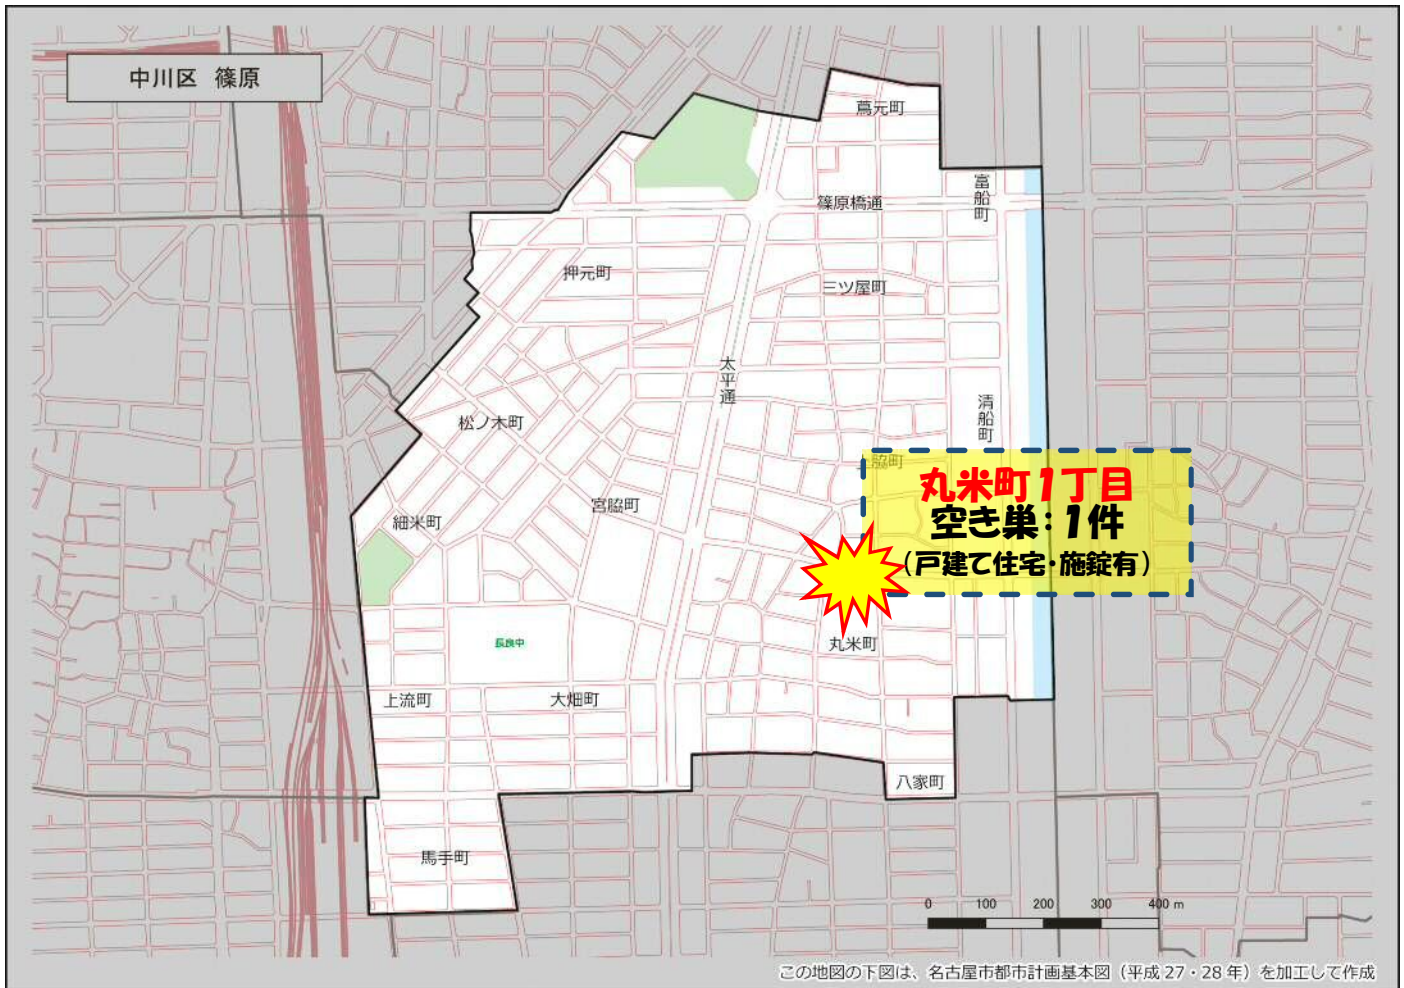 中川区 篠原
蔦元町
富船町
篠原橋通
押元町
三ツ屋町
太平通
清船町
松ノ木町
上脇町
丸米町1丁目
空き巣:1件
(戸建て住宅・施錠有)
宮脇町
細米町
長良中
丸米町
上流町
大畑町
八家町
馬手町
0 100 200 300 400 m
この地図の下図は、名古屋市都市計画基本図(平成27・28年)を加工して作成